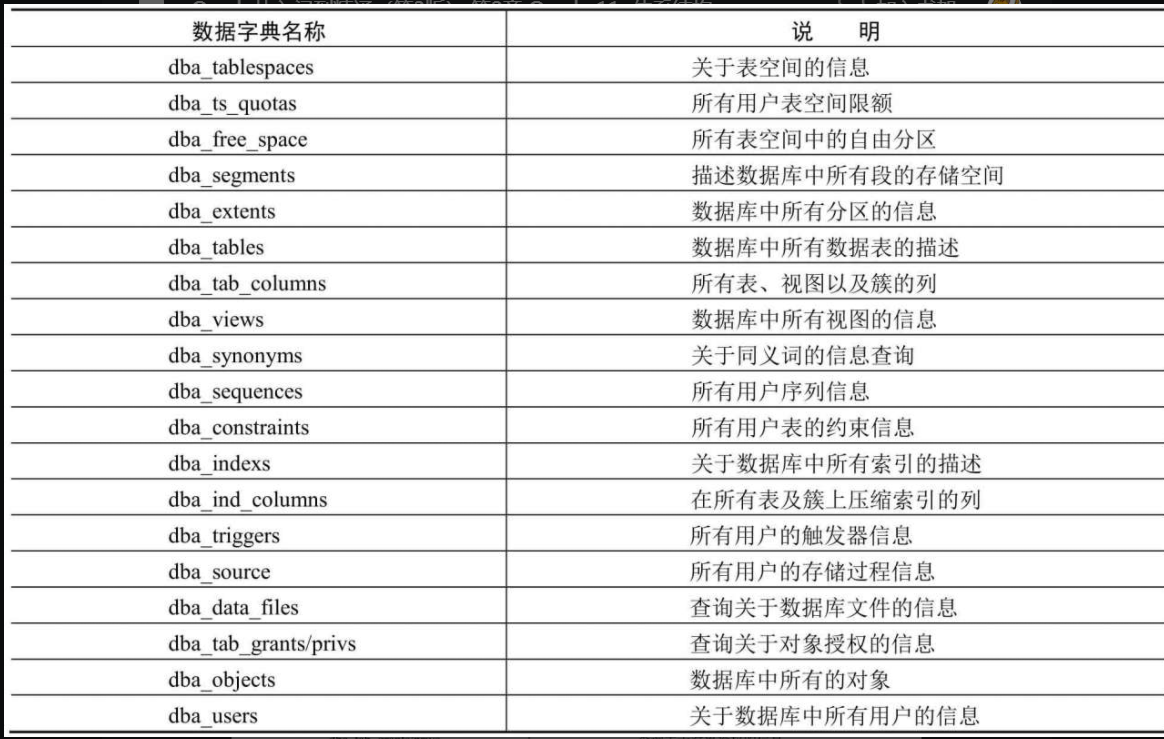 数据字典名称 说 明
dba_tablespaces 关于表空间的信息
dba_ts_quotas 所有用户表空间限额
dba_free_space 所有表空间中的自由分区
dba_segments 描述数据库中所有段的存储空间
dba_extents 数据库中所有分区的信息
dba_tables 数据库中所有数据表的描述
dba_tab_columns 所有表、视图以及簇的列
dba_views 数据库中所有视图的信息
dba_synonyms 关于同义词的信息查询
dba_sequences 所有用户序列信息
dba_constraints 所有用户表的约束信息
dba_indexs 关于数据库中所有索引的描述
dba_ind_columns 在所有表及簇上压缩索引的列
dba_triggers 所有用户的触发器信息
dba_source 所有用户的存储过程信息
dba_data_files 查询关于数据库文件的信息
dba_tab_grants/privs 查询关于对象授权的信息
dba_objects 数据库中所有的对象
dba_users 关于数据库中所有用户的信息